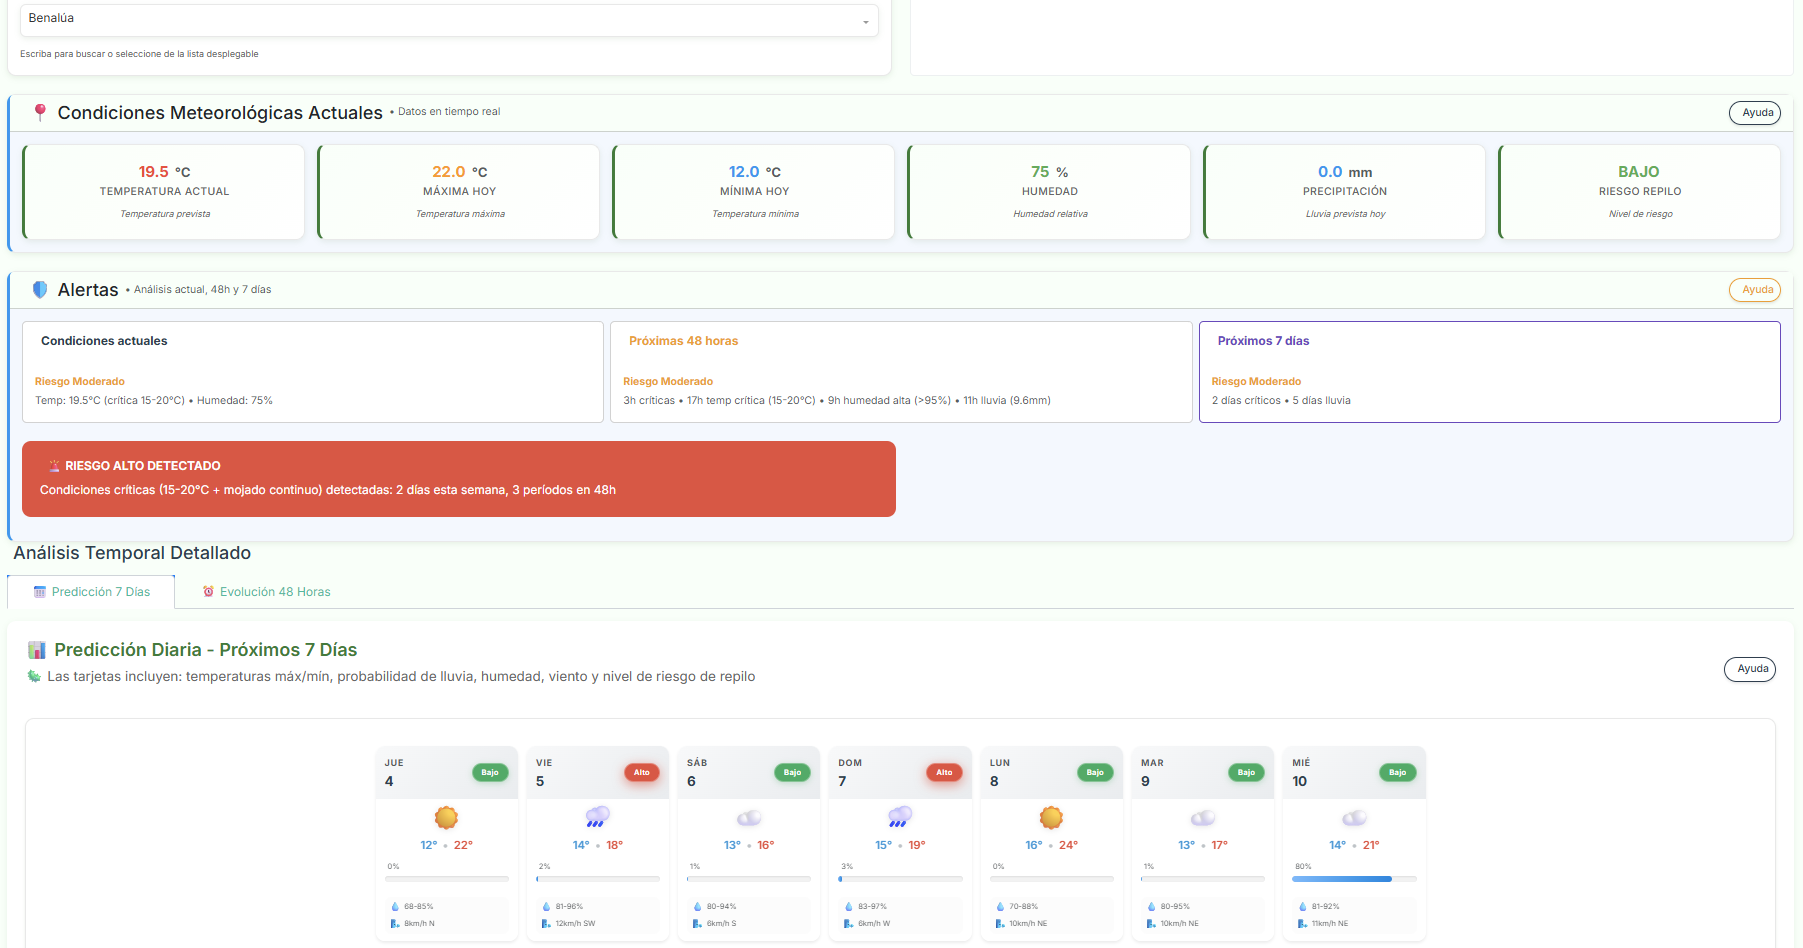 Benalúa
Escriba para buscar o seleccione de la lista desplegable
Condiciones Meteorológicas Actuales • Datos en tiempo real
Ayuda
19.5 °C
TEMPERATURA ACTUAL
Temperatura prevista
22.0 °C
MÁXIMA HOY
Temperatura máxima
12.0 °C
MÍNIMA HOY
Temperatura mínima
75 %
HUMEDAD
Humedad relativa
0.0 mm
PRECIPITACIÓN
Lluvia prevista hoy
BAJO
RIESGO REPILO
Nivel de riesgo
Alertas • Análisis actual, 48h y 7 días
Ayuda
Condiciones actuales
Riesgo Moderado
Temp: 19.5°C (crítica 15-20°C) • Humedad: 75%
Próximas 48 horas
Riesgo Moderado
3h críticas • 17h temp crítica (15-20°C) • 9h humedad alta (>95%) • 11h lluvia (9.6mm)
Próximos 7 días
Riesgo Moderado
2 días críticos • 5 días lluvia
RIESGO ALTO DETECTADO
Condiciones críticas (15-20°C + mojado continuo) detectadas: 2 días esta semana, 3 períodos en 48h
Análisis Temporal Detallado
Predicción 7 Días
Evolución 48 Horas
Predicción Diaria - Próximos 7 Días
Las tarjetas incluyen: temperaturas máx/mín, probabilidad de lluvia, humedad, viento y nivel de riesgo de repilo
Ayuda
JUE
4
Bajo
12° • 22°
0%
68-85%
8km/h N
VIE
5
Alto
14° • 18°
2%
81-96%
12km/h SW
SÁB
6
Bajo
13° • 16°
1%
80-94%
6km/h S
DOM
7
Alto
15° • 19°
3%
83-97%
6km/h W
LUN
8
Bajo
16° • 24°
0%
70-88%
10km/h NE
MAR
9
Bajo
13° • 17°
1%
80-95%
10km/h NE
MIÉ
10
Bajo
14° • 21°
80%
81-92%
11km/h NE